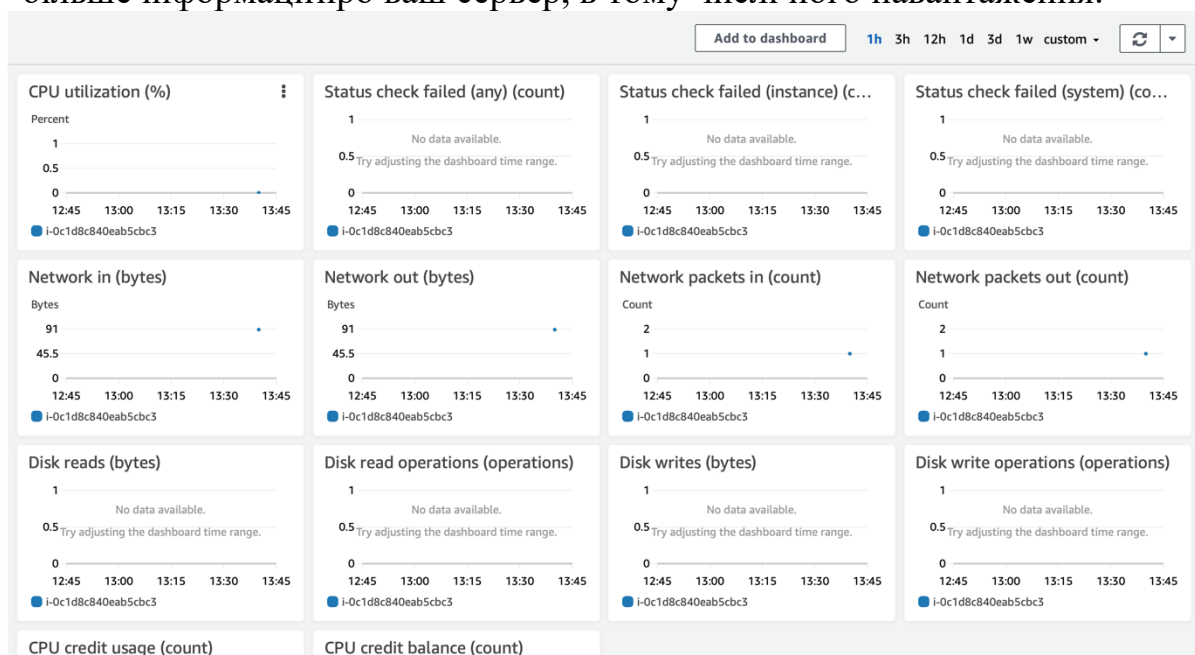 більше інформації про ваш сервер, в тому числі його навантаження.
Add to dashboard 1h 3h 12h 1d 3d 1w custom
CPU utilization (%)
Percent
1
0.5
0
12:45 13:00 13:15 13:30 13:45
i-0c1d8c840eab5cbc3
Status check failed (any) (count)
1
No data available.
0.5 Try adjusting the dashboard time range.
0
12:45 13:00 13:15 13:30 13:45
i-0c1d8c840eab5cbc3
Status check failed (instance) (c...
1
No data available.
0.5 Try adjusting the dashboard time range.
0
12:45 13:00 13:15 13:30 13:45
i-0c1d8c840eab5cbc3
Status check failed (system) (co...
1
No data available.
0.5 Try adjusting the dashboard time range.
0
12:45 13:00 13:15 13:30 13:45
i-0c1d8c840eab5cbc3
Network in (bytes)
Bytes
91
45.5
0
12:45 13:00 13:15 13:30 13:45
i-0c1d8c840eab5cbc3
Network out (bytes)
Bytes
91
45.5
0
12:45 13:00 13:15 13:30 13:45
i-0c1d8c840eab5cbc3
Network packets in (count)
Count
2
1
0
12:45 13:00 13:15 13:30 13:45
i-0c1d8c840eab5cbc3
Network packets out (count)
Count
2
1
0
12:45 13:00 13:15 13:30 13:45
i-0c1d8c840eab5cbc3
Disk reads (bytes)
1
No data available.
0.5 Try adjusting the dashboard time range.
0
12:45 13:00 13:15 13:30 13:45
i-0c1d8c840eab5cbc3
Disk read operations (operations)
1
No data available.
0.5 Try adjusting the dashboard time range.
0
12:45 13:00 13:15 13:30 13:45
i-0c1d8c840eab5cbc3
Disk writes (bytes)
1
No data available.
0.5 Try adjusting the dashboard time range.
0
12:45 13:00 13:15 13:30 13:45
i-0c1d8c840eab5cbc3
Disk write operations (operations)
1
No data available.
0.5 Try adjusting the dashboard time range.
0
12:45 13:00 13:15 13:30 13:45
i-0c1d8c840eab5cbc3
CPU credit usage (count)
CPU credit balance (count)